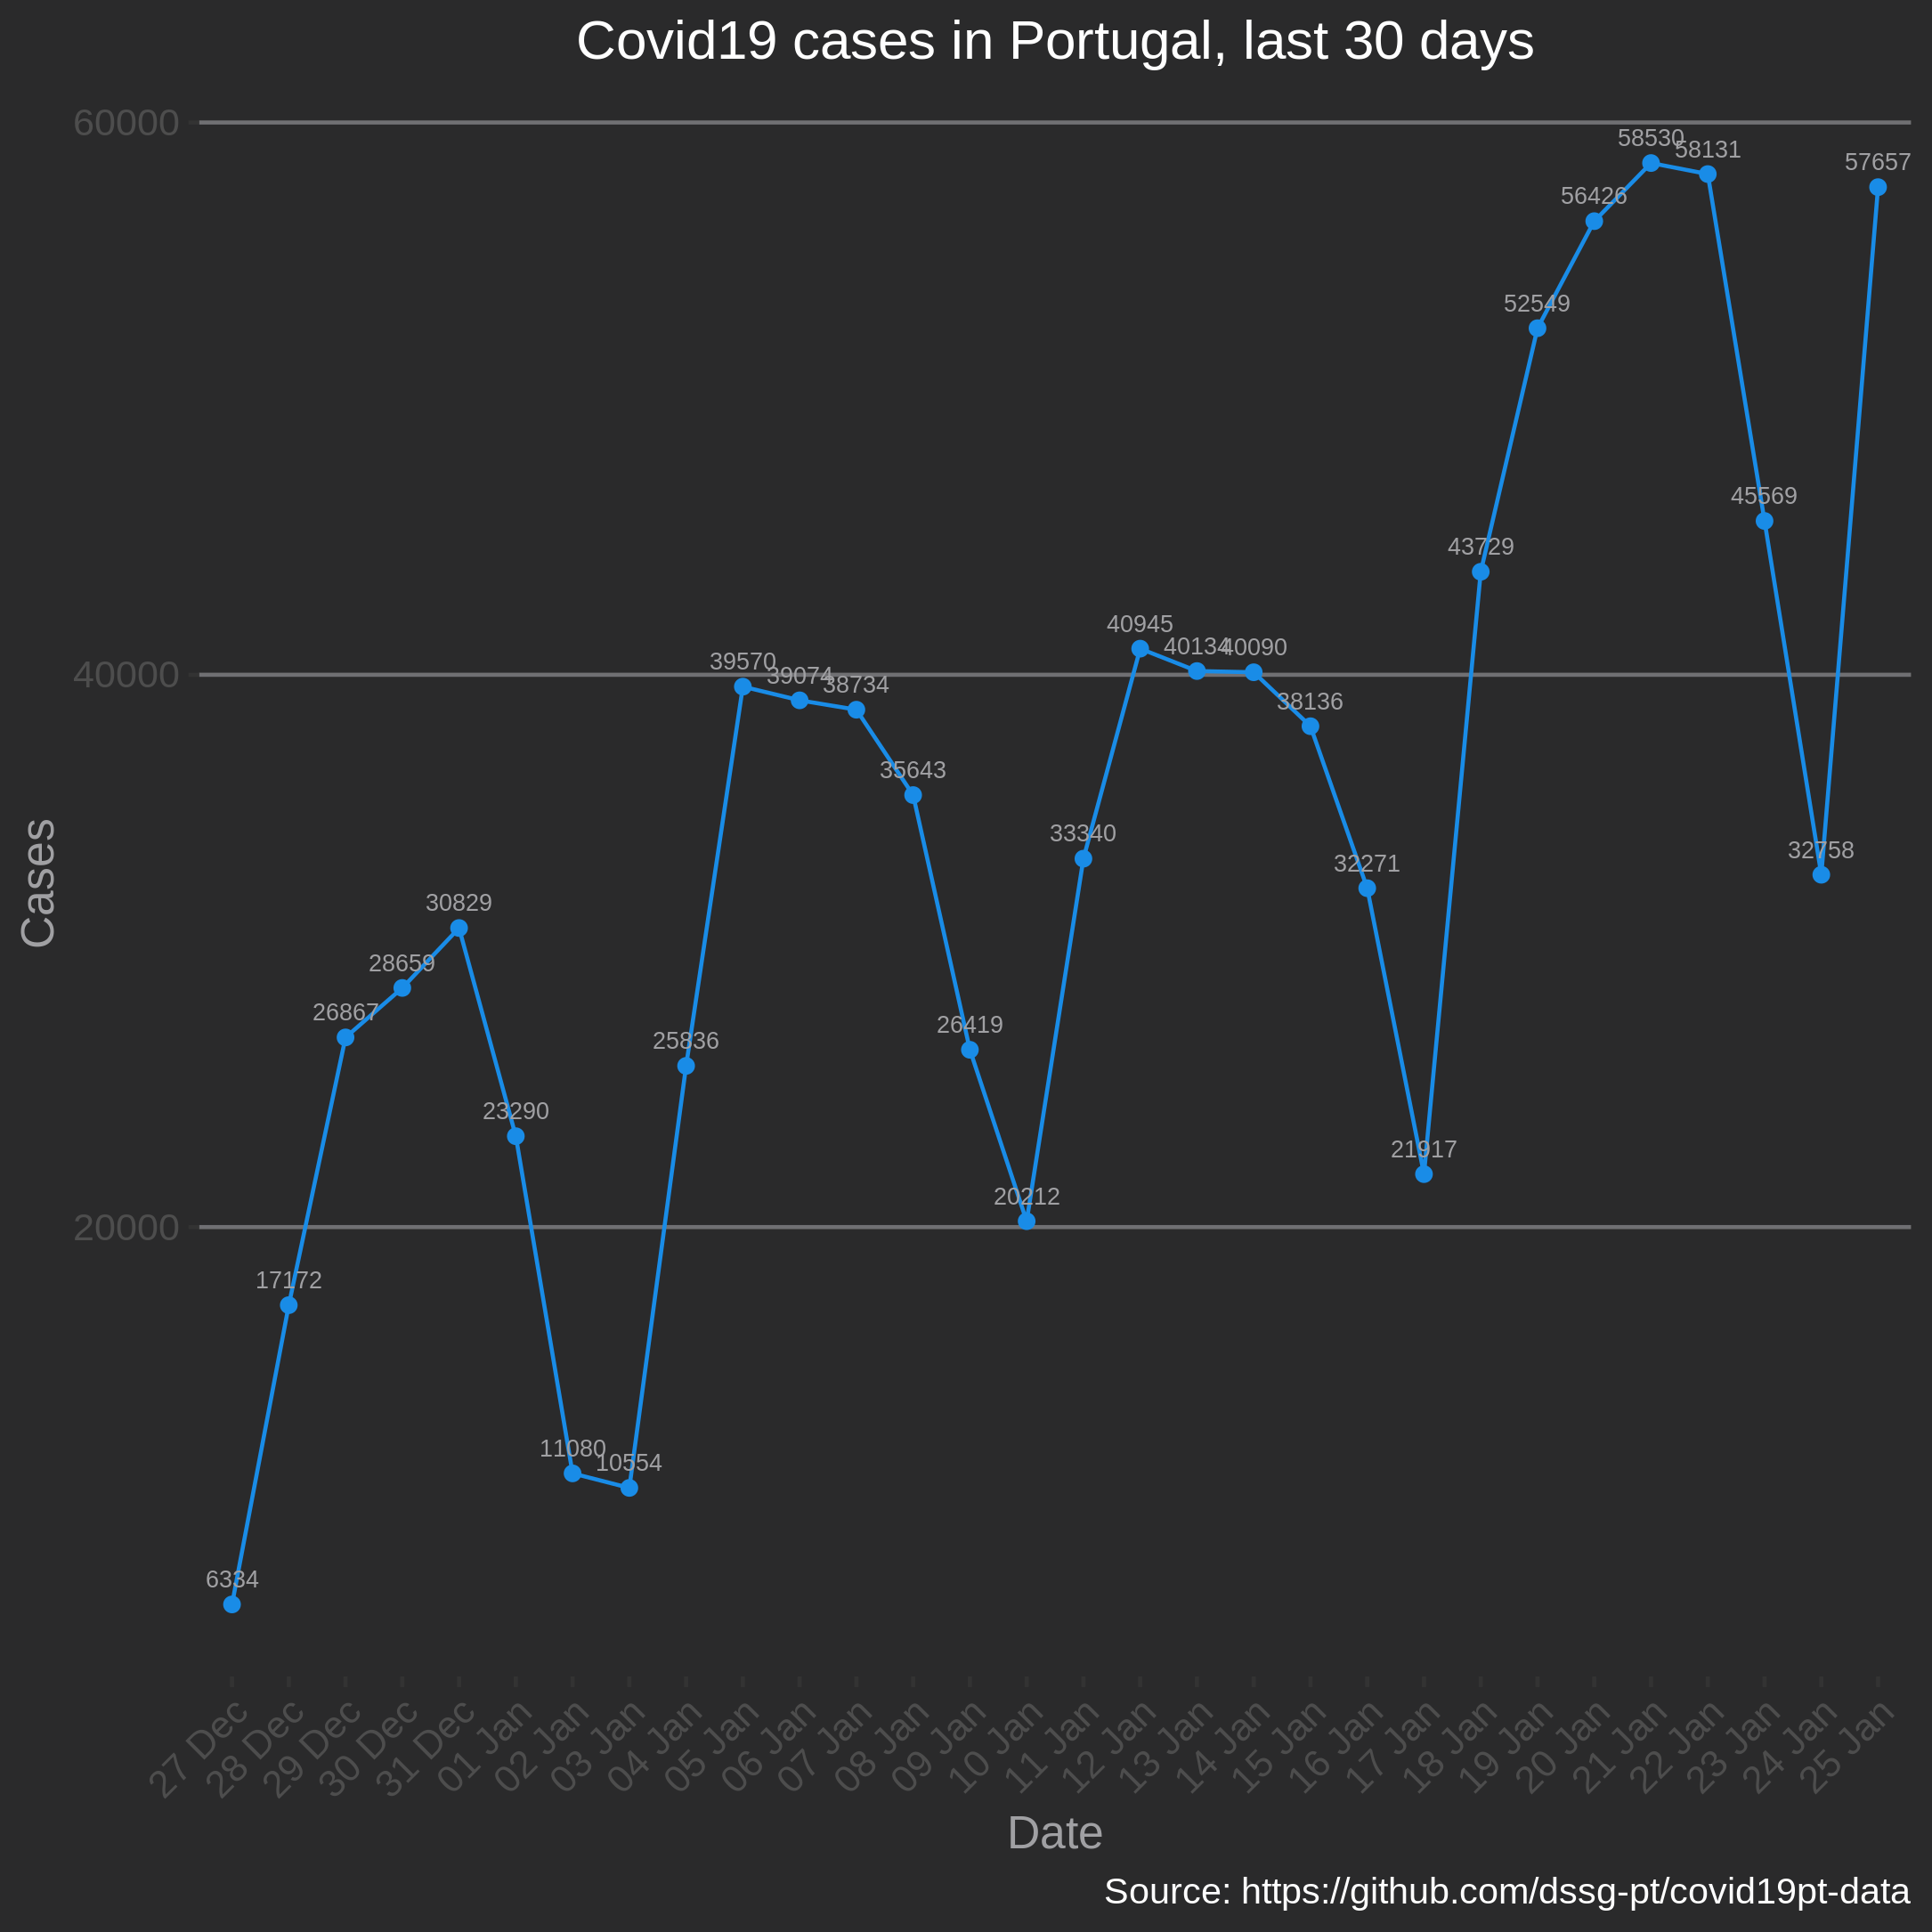 Covid19 cases in Portugal, last 30 days
60000
40000
20000
Cases
6334
17172
26867
28659
30829
23290
11080
10554
25836
39570
39074
38734
35643
26419
20212
33340
40945
40134
40090
38136
32271
21917
43729
52549
56426
58530
58131
45569
32758
57657
27 Dec
28 Dec
29 Dec
30 Dec
31 Dec
01 Jan
02 Jan
03 Jan
04 Jan
05 Jan
06 Jan
07 Jan
08 Jan
09 Jan
10 Jan
11 Jan
12 Jan
13 Jan
14 Jan
15 Jan
16 Jan
17 Jan
18 Jan
19 Jan
20 Jan
21 Jan
22 Jan
23 Jan
24 Jan
25 Jan
Date
Source: https://github.com/dssg-pt/covid19pt-data